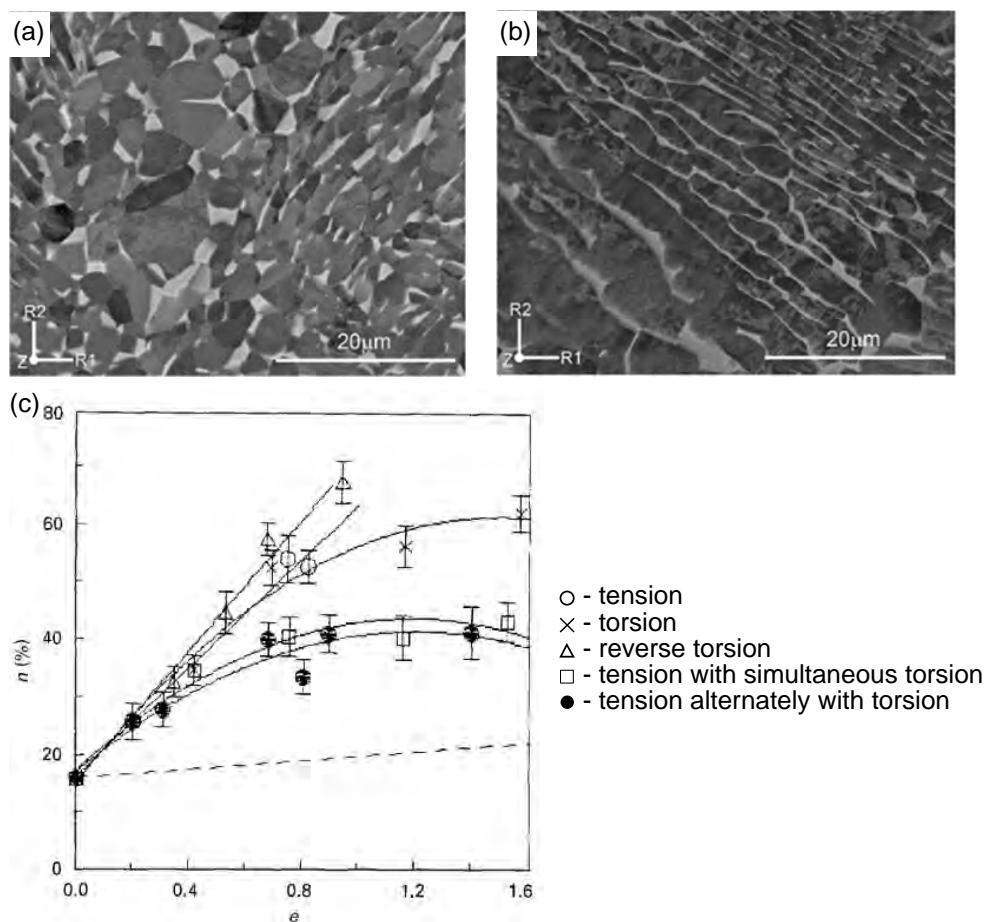 (a)
R2
Z
R1
20μm
(b)
R2
Z
R1
20μm
(c)
80
60
40
20
0
n (%)
0.0
0.4
0.8
1.2
1.6
e
- tension
- torsion
- reverse torsion
- tension with simultaneous torsion
- tension alternately with torsion